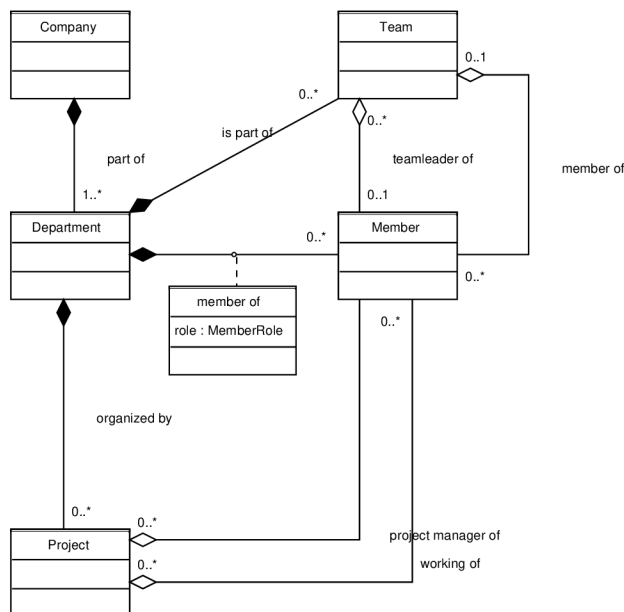 Company
Team
0..1
0..*
0..*
is part of
part of
teamleader of
member of
1..*
0..1
Department
Member
0..*
0..*
member of
0..*
role : MemberRole
organized by
0..*
0..*
project manager of
Project
0..*
working of